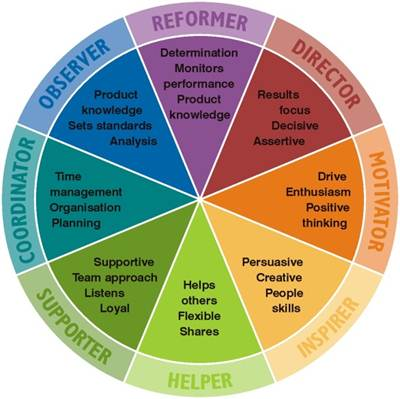 REFORMER
Determination
Monitors
performance
Product
knowledge
DIRECTOR
Results
focus
Decisive
Assertive
MOTIVATOR
Drive
Enthusiasm
Positive
thinking
INSPIRER
Persuasive
Creative
People
skills
HELPER
Helps
others
Flexible
Shares
SUPPORTER
Supportive
Team approach
Listens
Loyal
COORDINATOR
Time
management
Organisation
Planning
OBSERVER
Product
knowledge
Sets standards
Analysis